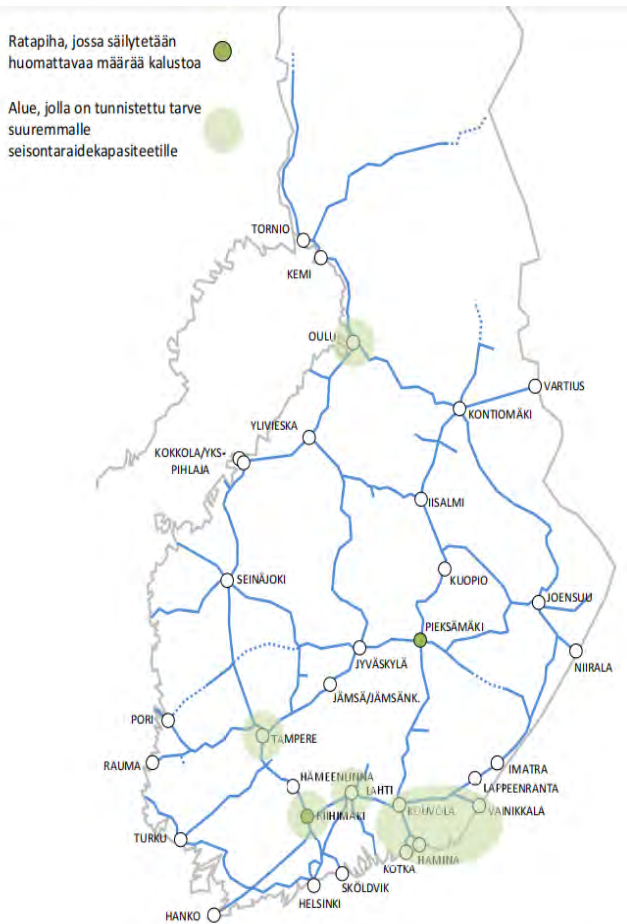 Ratapiha, jossa säilytetään
huomattavaa määrää kalustoa
Alue, jolla on tunnistettu tarve
suuremmalle
seisontaraidekapasiteetille
TORNIO
KEMI
OULU
VARTIUS
KONTIOMÄKI
YLIVIESKA
KOKKOLA/YKS-
PIHLAJA
IISALMI
SEINÄJOKI
KUOPIO
JOENSUU
PIEKSÄMÄKI
NIIRALA
JYVÄSKYLÄ
JÄMSÄ/JÄMSÄNK.
PORI
TAMPERE
RAUMA
IMATRA
HÄMEENLINNA
LAHTI
LAPPEENRANTA
KOUVOLA
VAINIKKALA
RIIHIMÄKI
TURKU
HAMINA
KOTKA
SKÖLDVIK
HELSINKI
HANKO